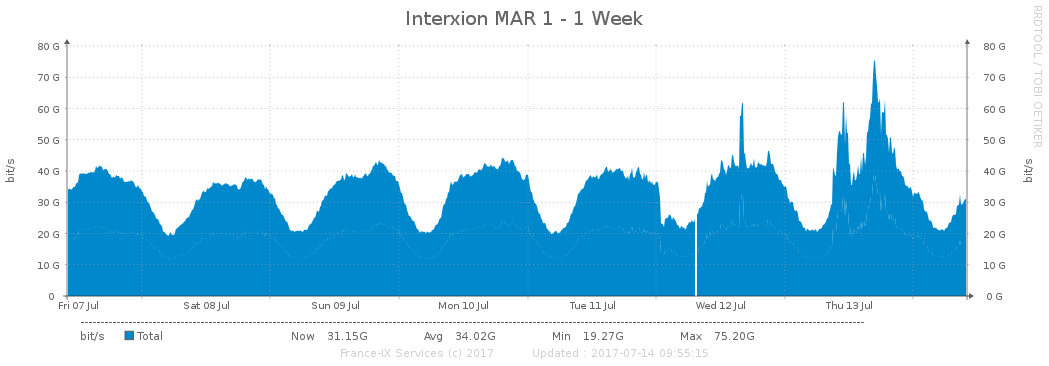 Interxion MAR 1 - 1 Week
RRDTOOL / TOBI OETIKER
80 G 80 G
70 G 70 G
60 G 60 G
50 G 50 G
40 G 40 G
30 G 30 G
20 G 20 G
10 G 10 G
0 0 G
bit/s bit/s
Fri 07 Jul Sat 08 Jul Sun 09 Jul Mon 10 Jul Tue 11 Jul Wed 12 Jul Thu 13 Jul
bit/s Total Now 31.15G Avg 34.02G Min 19.27G Max 75.20G
France-IX Services (c) 2017 Updated : 2017-07-14 09:55:15